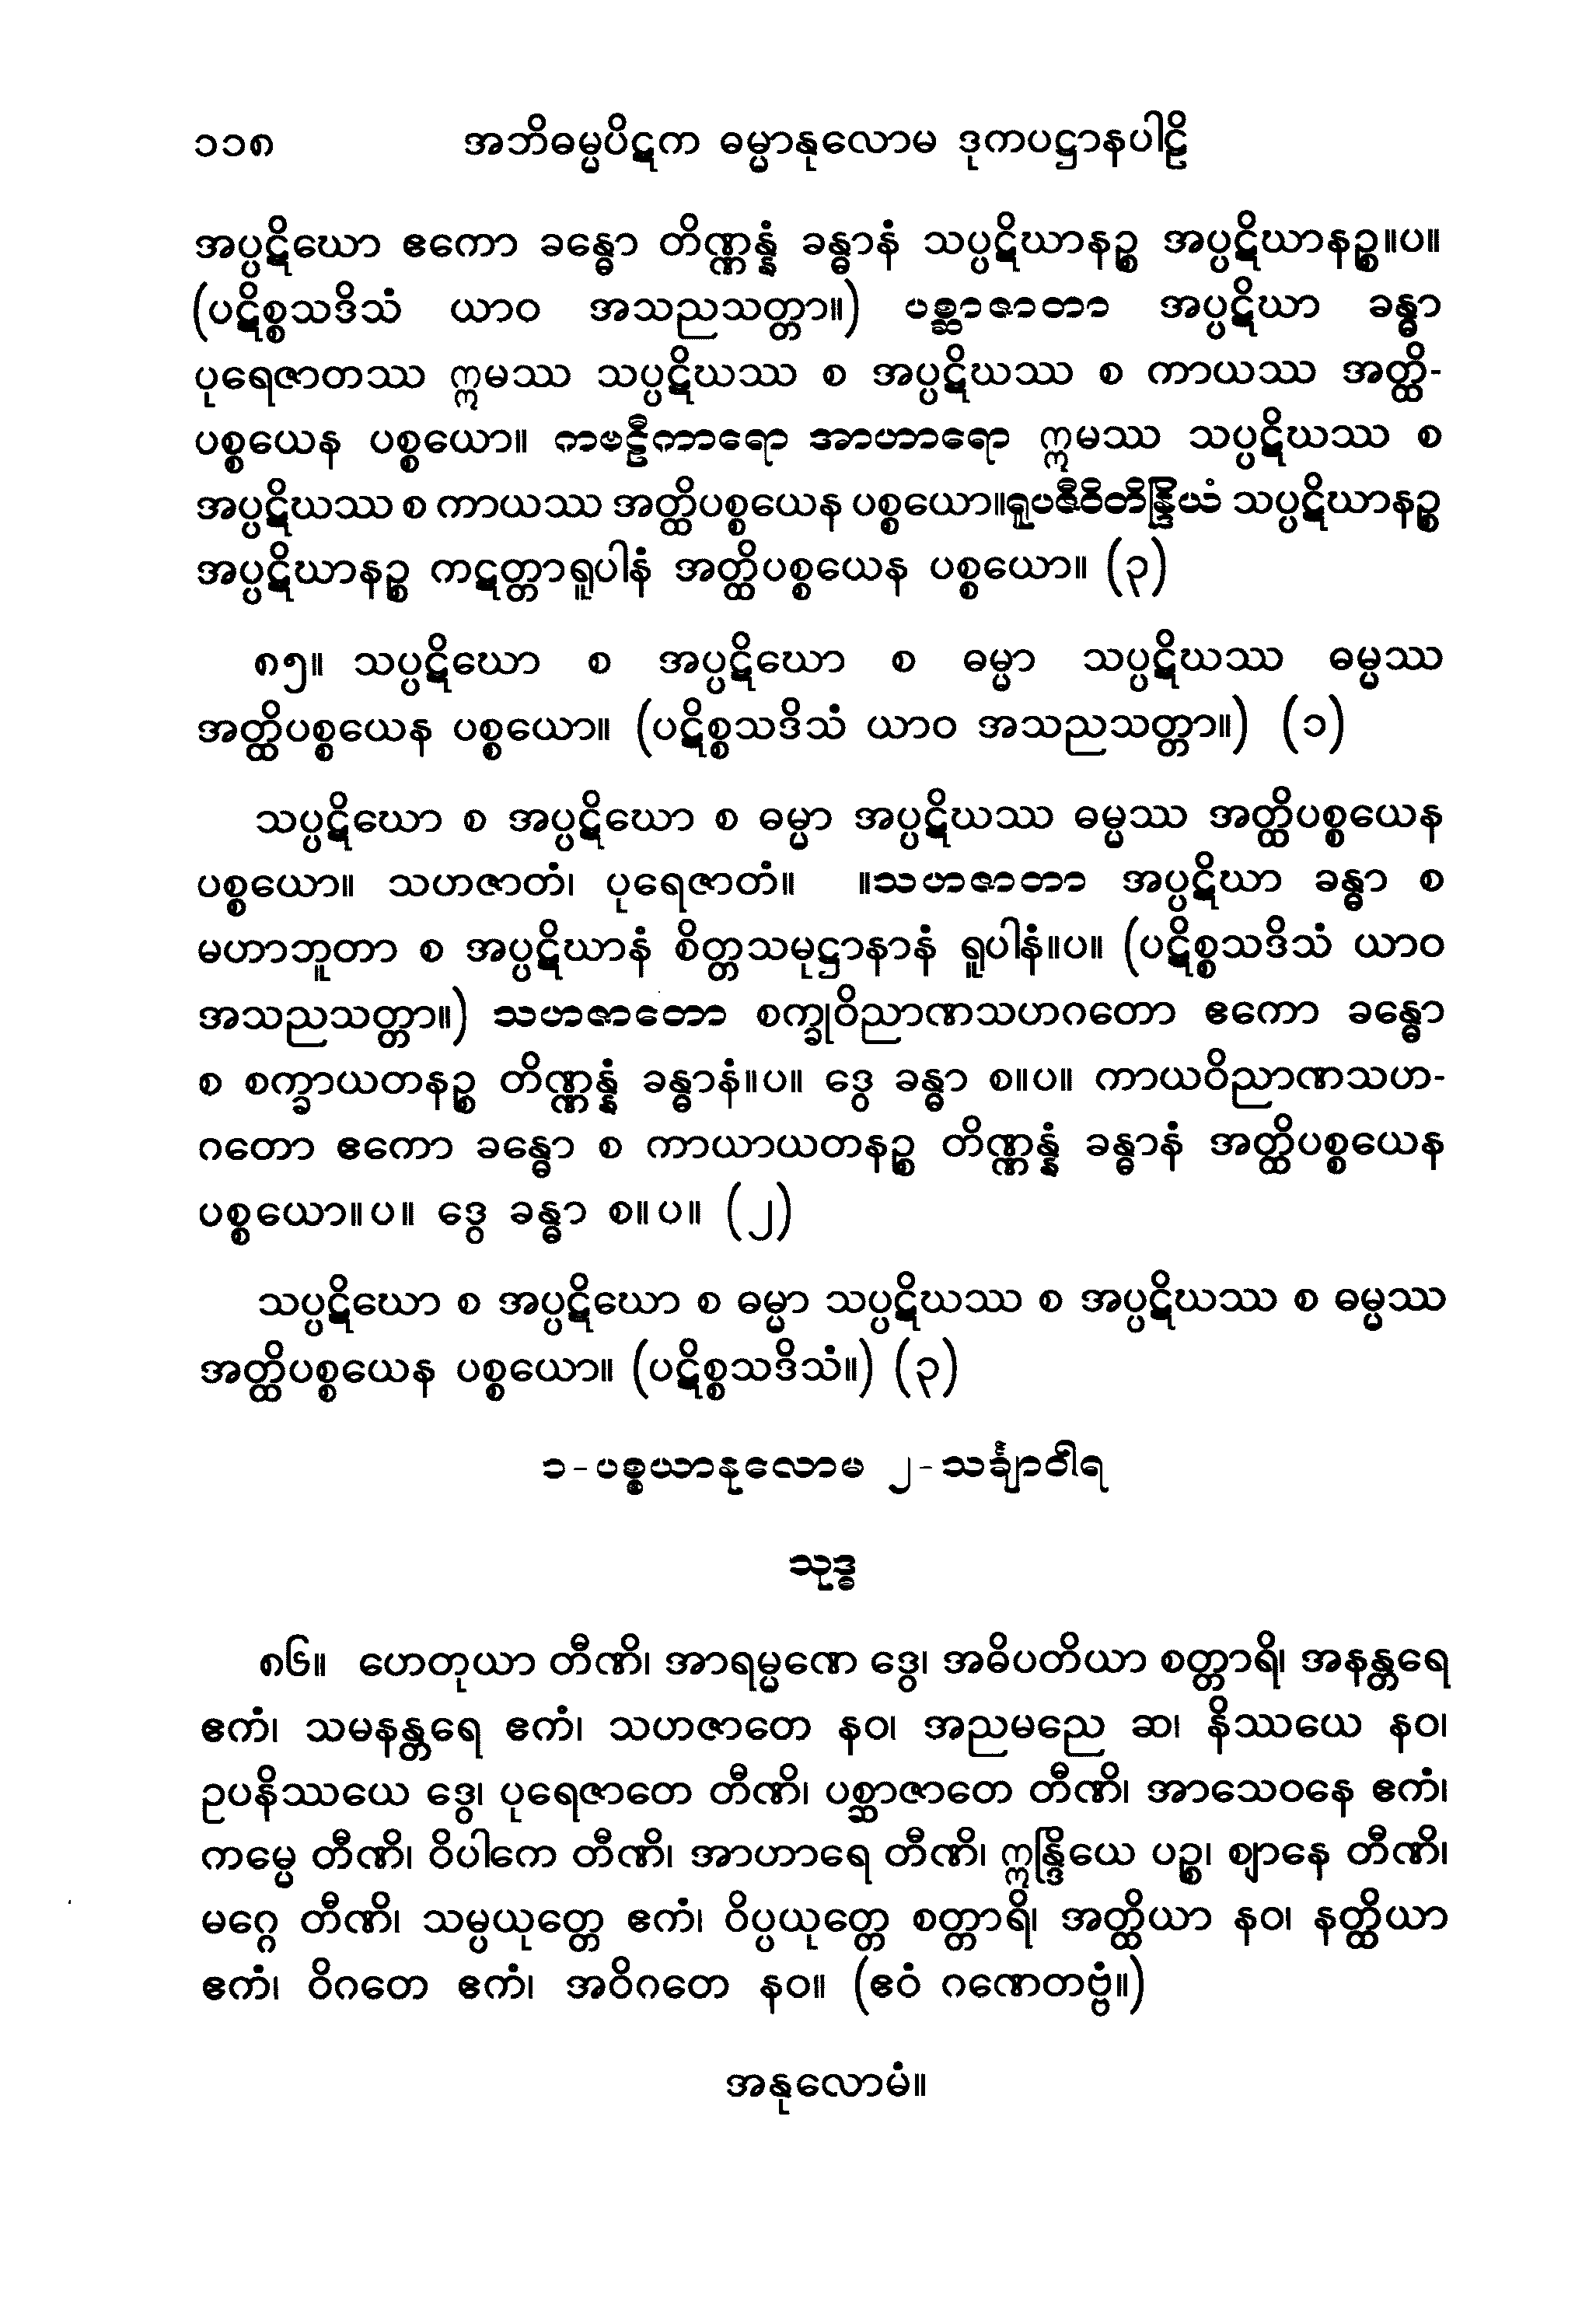 ၁၁၈ အဘိဓမ္မပိဋက ဓမ္မာနုလောမ ဒုကပဋ္ဌာနပါဠိ
အပ္ပဋိဃော ဧကော ခန္ဓော တိဏ္ဏန္နံ ခန္ဓာနံ သပ္ပဋိဃာနဉ္စ အပ္ပဋိဃာနဉ္စ။ပ။
(ပဋိစ္စသဒိသံ ယာဝ အသညသတ္တာ။) ပစ္ဆာဇာတာ အပ္ပဋိဃာ ခန္ဓာ
ပုရေဇာတဿ ဣမဿ သပ္ပဋိဃဿ စ အပ္ပဋိဃဿ စ ကာယဿ အတ္ထိ-
ပစ္စယေန ပစ္စယော။ ကဗဠီကာရော အာဟာရော ဣမဿ သပ္ပဋိဃဿ စ
အပ္ပဋိဃဿ စ ကာယဿ အတ္ထိပစ္စယေန ပစ္စယော။ရူပဇီဝိတိန္ဒြိယံ သပ္ပဋိဃာနဉ္စ
အပ္ပဋိဃာနဉ္စ ကဋတ္တာရူပါနံ အတ္ထိပစ္စယေန ပစ္စယော။ (၃)
၈၅။ သပ္ပဋိဃော စ အပ္ပဋိဃော စ ဓမ္မာ သပ္ပဋိဃဿ ဓမ္မဿ
အတ္ထိပစ္စယေန ပစ္စယော။ (ပဋိစ္စသဒိသံ ယာဝ အသညသတ္တာ။) (၁)
သပ္ပဋိဃော စ အပ္ပဋိဃော စ ဓမ္မာ အပ္ပဋိဃဿ ဓမ္မဿ အတ္ထိပစ္စယေန
ပစ္စယော။ သဟဇာတံ၊ ပုရေဇာတံ။ ။သဟဇာတာ အပ္ပဋိဃာ ခန္ဓာ စ
မဟာဘူတာ စ အပ္ပဋိဃာနံ စိတ္တသမုဋ္ဌာနာနံ ရူပါနံ။ပ။ (ပဋိစ္စသဒိသံ ယာဝ
အသညသတ္တာ။) သဟဇာတော စက္ခုဝိညာဏသဟဂတော ဧကော ခန္ဓော
စ စက္ခာယတနဉ္စ တိဏ္ဏန္နံ ခန္ဓာနံ။ပ။ ဒွေ ခန္ဓာ စ။ပ။ ကာယဝိညာဏသဟ-
ဂတော ဧကော ခန္ဓော စ ကာယာယတနဉ္စ တိဏ္ဏန္နံ ခန္ဓာနံ အတ္ထိပစ္စယေန
ပစ္စယော။ပ။ ဒွေ ခန္ဓာ စ။ပ။ (၂)
သပ္ပဋိဃော စ အပ္ပဋိဃော စ ဓမ္မာ သပ္ပဋိဃဿ စ အပ္ပဋိဃဿ စ ဓမ္မဿ
အတ္ထိပစ္စယေန ပစ္စယော။ (ပဋိစ္စသဒိသံ။) (၃)
၁-ပစ္စယာနုလောမ ၂-သင်္ချာဝါရ
သုဒ္ဓ
၈၆။ ဟေတုယာ တီဏိ၊ အာရမ္မဏေ ဒွေ၊ အဓိပတိယာ စတ္တာရိ၊ အနန္တရေ
ဧကံ၊ သမနန္တရေ ဧကံ၊ သဟဇာတေ နဝ၊ အညမညေ ဆ၊ နိဿယေ နဝ၊
ဥပနိဿယေ ဒွေ၊ ပုရေဇာတေ တီဏိ၊ ပစ္ဆာဇာတေ တီဏိ၊ အာသေဝနေ ဧကံ၊
ကမ္မေ တီဏိ၊ ဝိပါကေ တီဏိ၊ အာဟာရေ တီဏိ၊ ဣန္ဒြိယေ ပဉ္စ၊ ဈာနေ တီဏိ၊
မဂ္ဂေ တီဏိ၊ သမ္ပယုတ္တေ ဧကံ၊ ဝိပ္ပယုတ္တေ စတ္တာရိ၊ အတ္ထိယာ နဝ၊ နတ္ထိယာ
ဧကံ၊ ဝိဂတေ ဧကံ၊ အဝိဂတေ နဝ။ (ဧဝံ ဂဏေတဗ္ဗံ။)
အနုလောမံ။